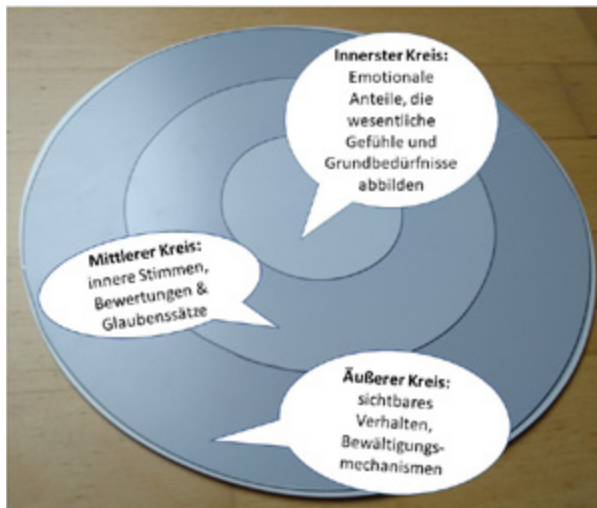 Innerster Kreis:
Emotionale
Anteile, die
wesentliche
Gefühle und
Grundbedürfnisse
abbilden
Mittlerer Kreis:
innere Stimmen,
Bewertungen &
Glaubenssätze
Äußerer Kreis:
sichtbares
Verhalten,
Bewältigungs-
mechanismen